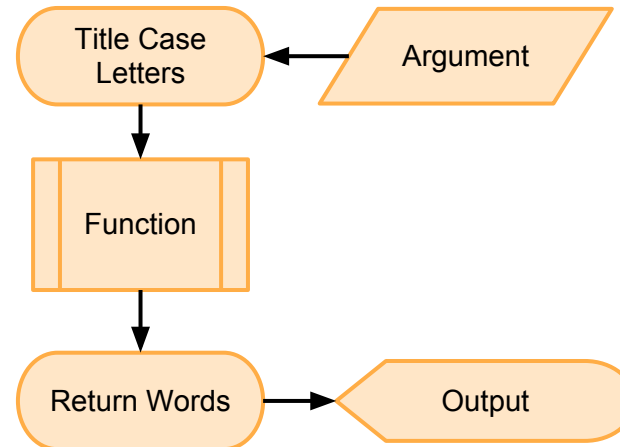 Title Case
Letters
Argument
Function
Return Words
Output